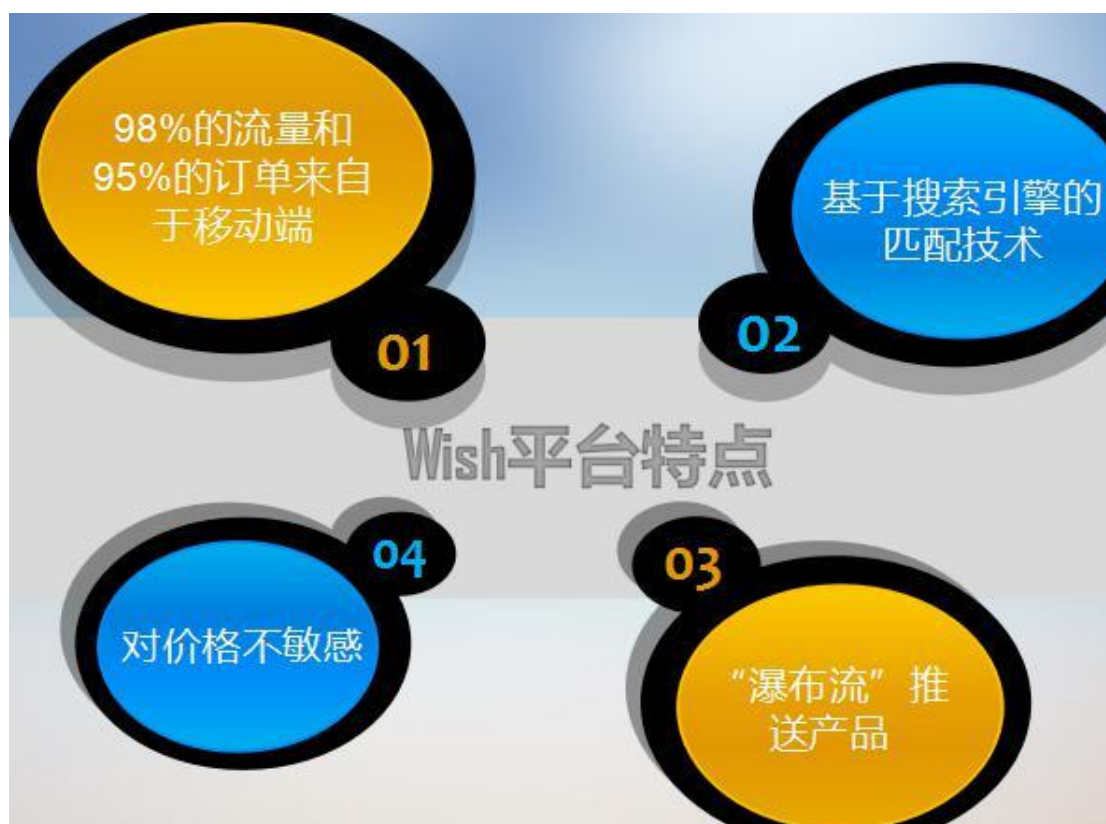 98%的流量和
95%的订单来自
于移动端
01
基于搜索引擎的
匹配技术
02
Wish平台特点
04
对价格不敏感
03
“瀑布流”推
送产品